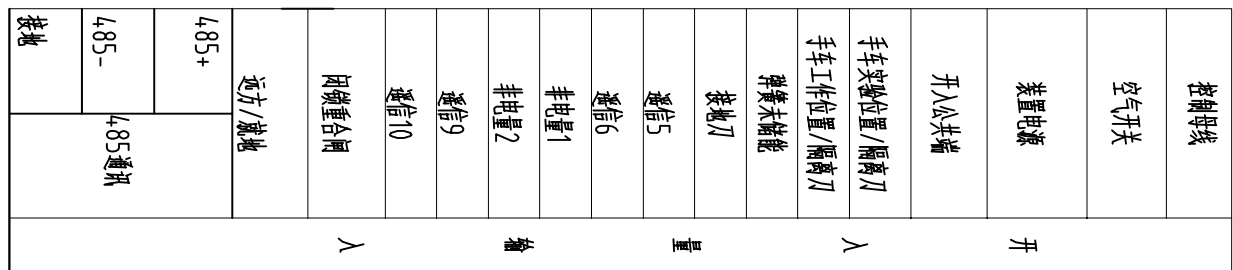 控制母线
空气开关
装置电源
开入公共端
手车实验位置/隔离刀
手车工作位置/隔离刀
弹簧未储能
接地刀
遥信5
遥信6
非电量1
非电量2
遥信9
遥信10
闭锁重合闸
远方/就地
开入量输入
485+
485-
接地
485通讯